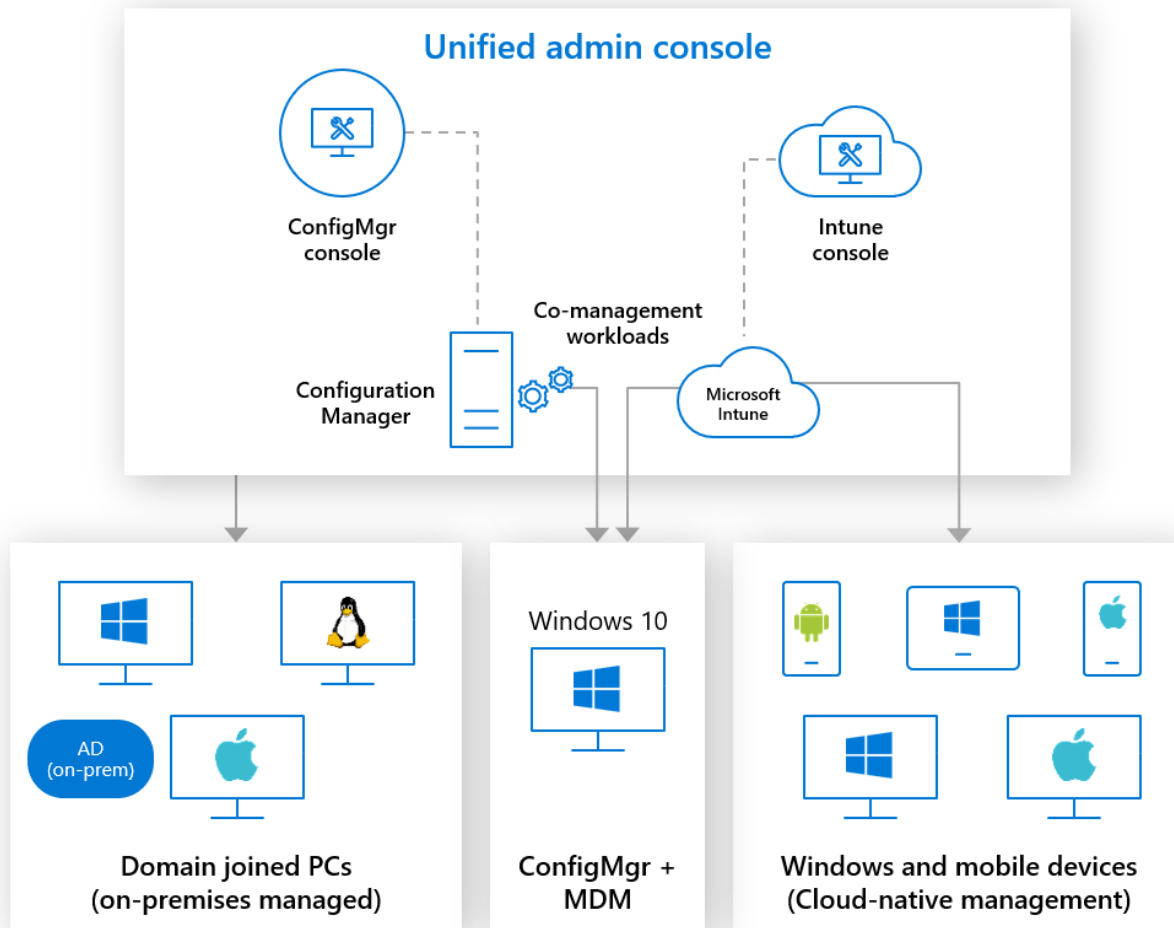 Unified admin console
ConfigMgr
console
Intune
console
Co-management
workloads
Configuration
Manager
Microsoft
Intune
Windows 10
AD
(on-prem)
Domain joined PCs
(on-premises managed)
ConfigMgr +
MDM
Windows and mobile devices
(Cloud-native management)